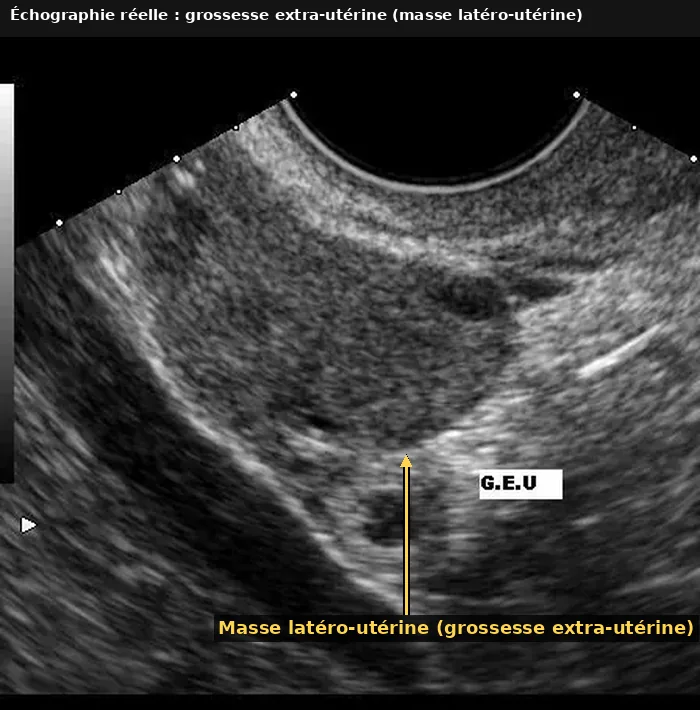 Échographie réelle : grossesse extra-utérine (masse latéro-utérine)
G.E.U
Masse latéro-utérine (grossesse extra-utérine)